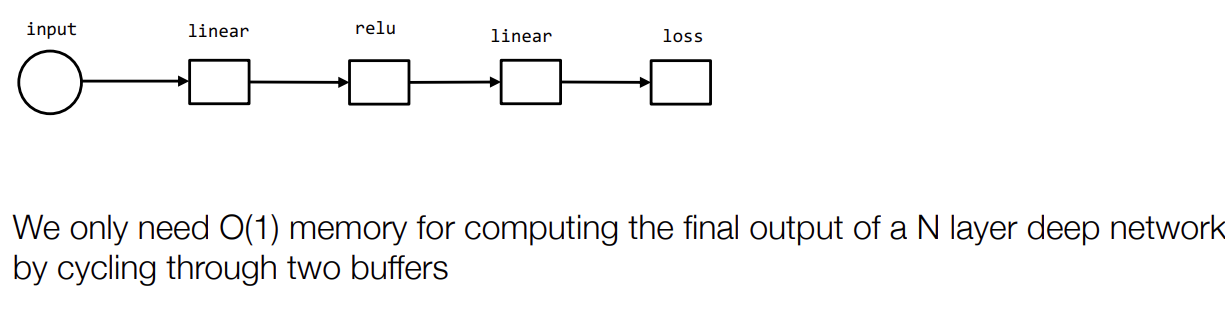 input linear relu linear loss
We only need O(1) memory for computing the final output of a N layer deep network
by cycling through two buffers